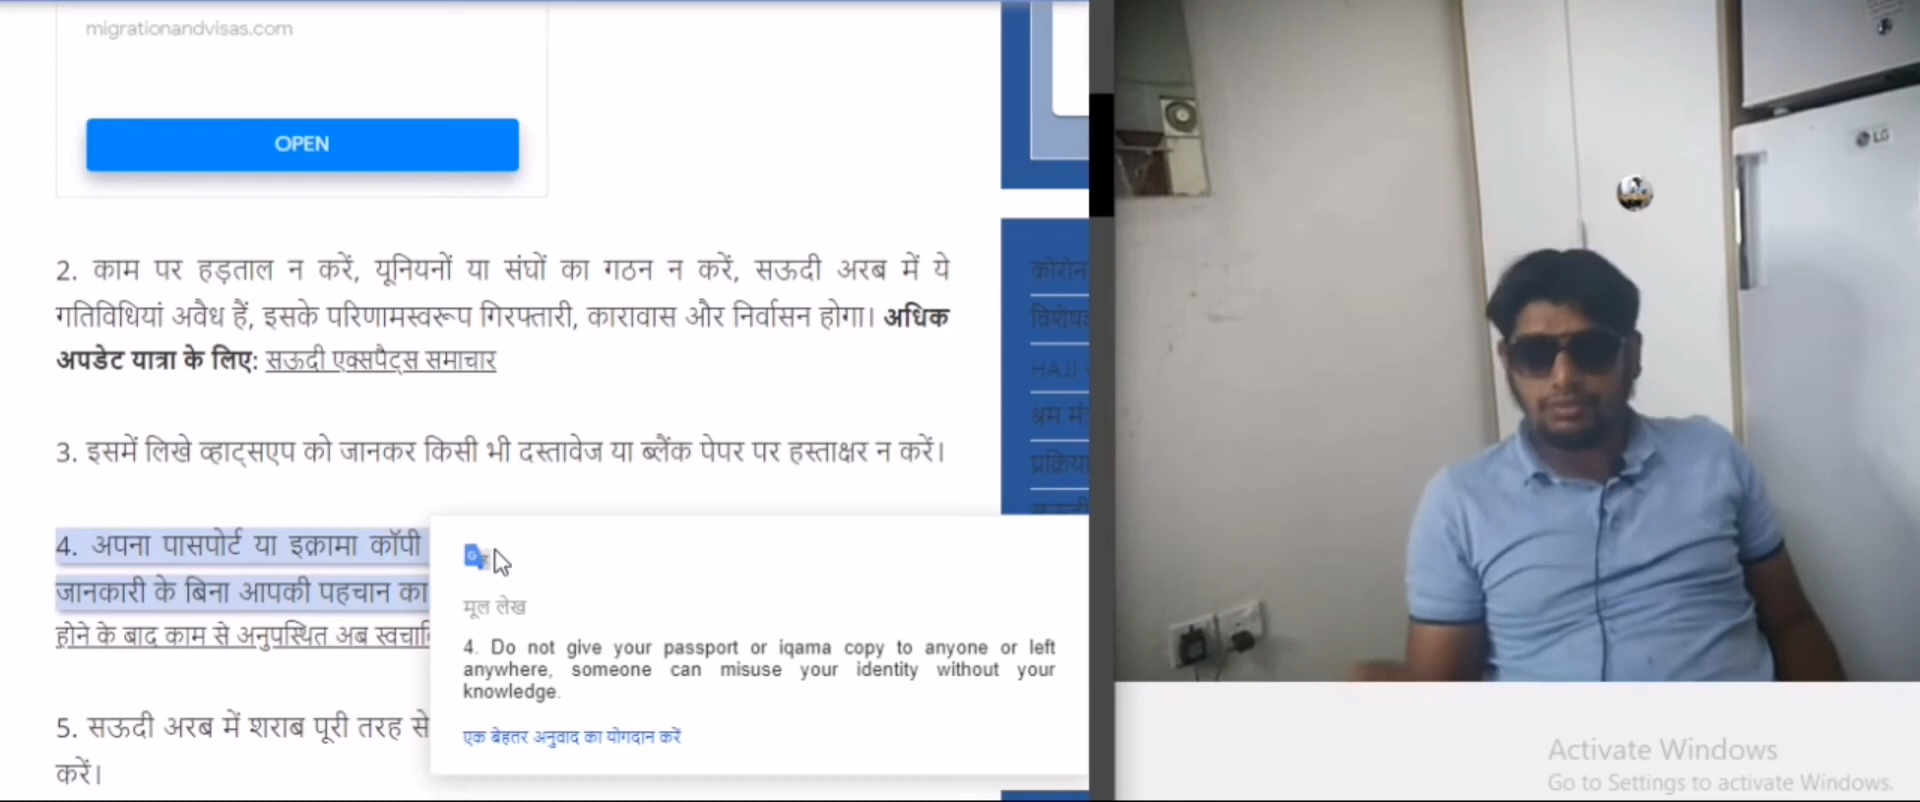 migrationandvisas.com
OPEN
2. काम पर हड़ताल न करें, यूनियनों या संघों का गठन न करें, सऊदी अरब में ये
गतिविधियां अवैध हैं, इसके परिणामस्वरूप गिरफ्तारी, कारावास और निर्वासन होगा। अधिक
अपडेट यात्रा के लिए: सऊदी एक्सपैट्स समाचार
3. इसमें लिखे व्हाट्सएप को जानकर किसी भी दस्तावेज या ब्लैंक पेपर पर हस्ताक्षर न करें।
4. अपना पासपोर्ट या इक़ामा कॉपी
जानकारी के बिना आपकी पहचान का
होने के बाद काम से अनुपस्थित अब
5. सऊदी अरब में शराब पूरी तरह से
करें।
मूल लेख
4. Do not give your passport or iqama copy to anyone or left
anywhere, someone can misuse your identity without your
knowledge.
एक बेहतर अनुवाद का योगदान करें
HAJJ
श्रम
LG
Activate Windows
Go to Settings to activate Windows.